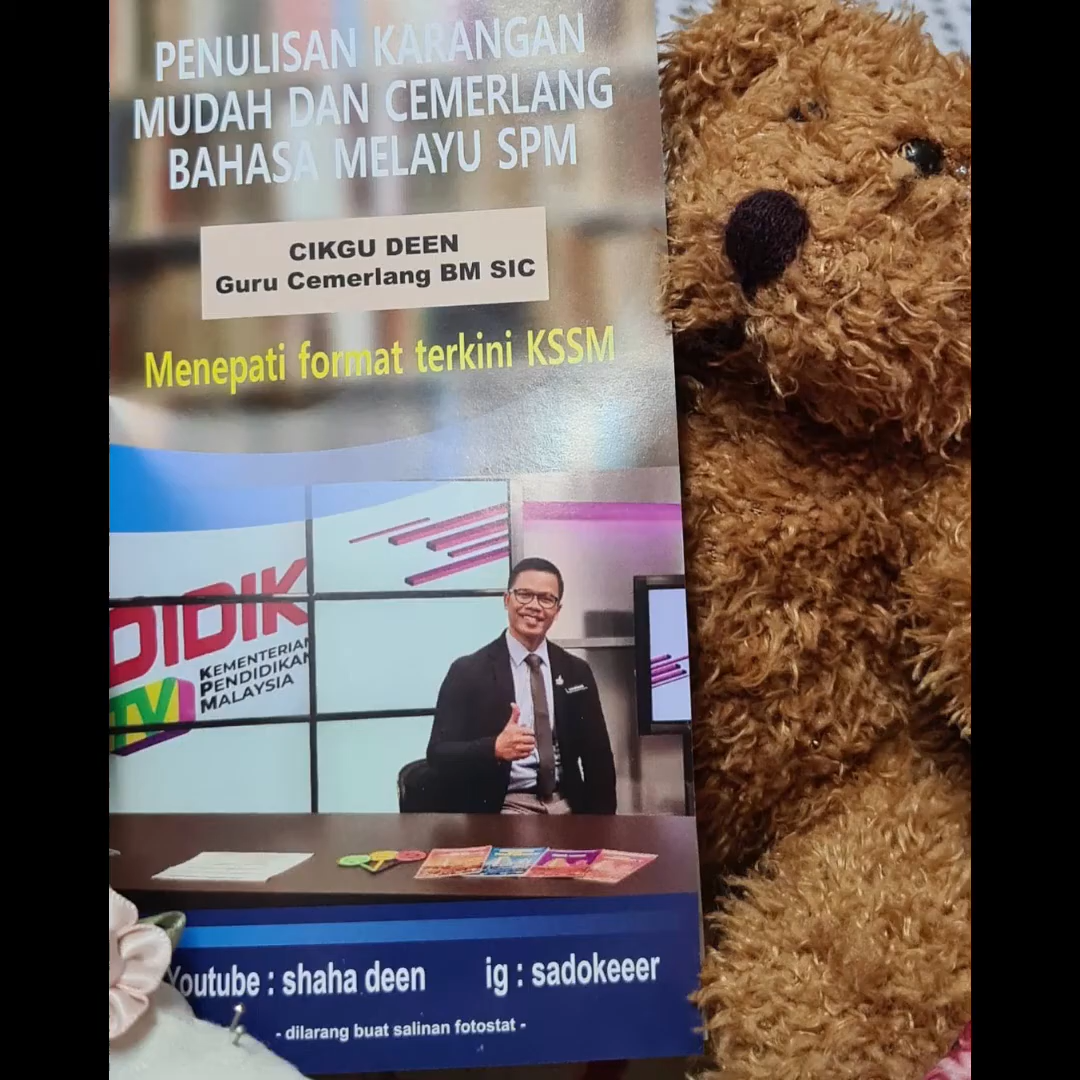 PENULISAN KARANGAN
MUDAH DAN CEMERLANG
BAHASA MELAYU SPM
CIKGU DEEN
Guru Cemerlang BM SIC
Menepati format terkini KSSM
DIDIK
TV
KEMENTERIAN
PENDIDIKAN
MALAYSIA
Youtube : shaha deen ig : sadokeeer
- dilarang buat salinan fotostat -